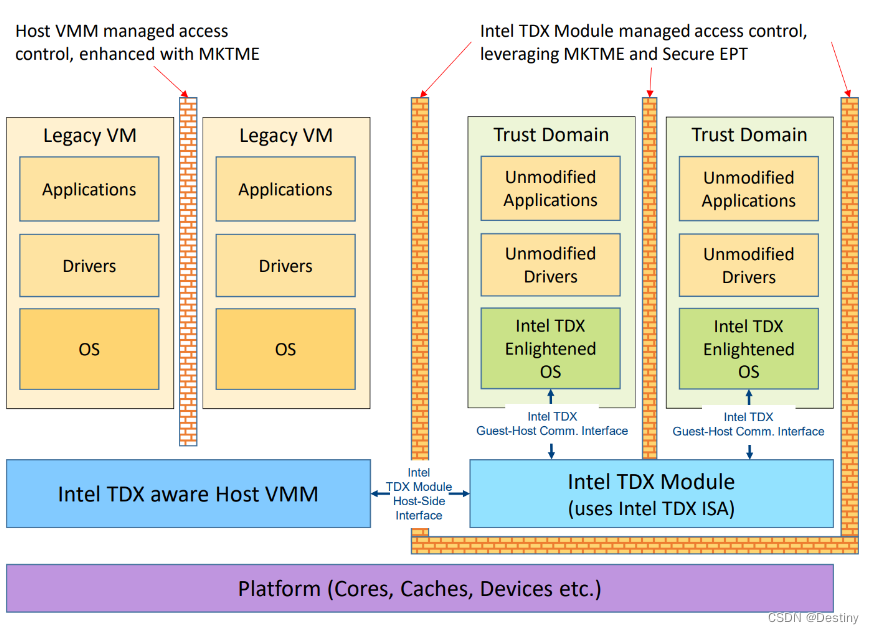 Host VMM managed access
control, enhanced with MKTME
Intel TDX Module managed access control,
leveraging MKTME and Secure EPT
Legacy VM
Applications
Drivers
OS
Legacy VM
Applications
Drivers
OS
Trust Domain
Unmodified
Applications
Unmodified
Drivers
Intel TDX
Enlightened
OS
Trust Domain
Unmodified
Applications
Unmodified
Drivers
Intel TDX
Enlightened
OS
Intel TDX
Guest-Host Comm. Interface
Intel TDX
Guest-Host Comm. Interface
Intel TDX aware Host VMM
Intel
TDX Module
Host-Side
Interface
Intel TDX Module
(uses Intel TDX ISA)
Platform (Cores, Caches, Devices etc.)
CSDN @Destiny